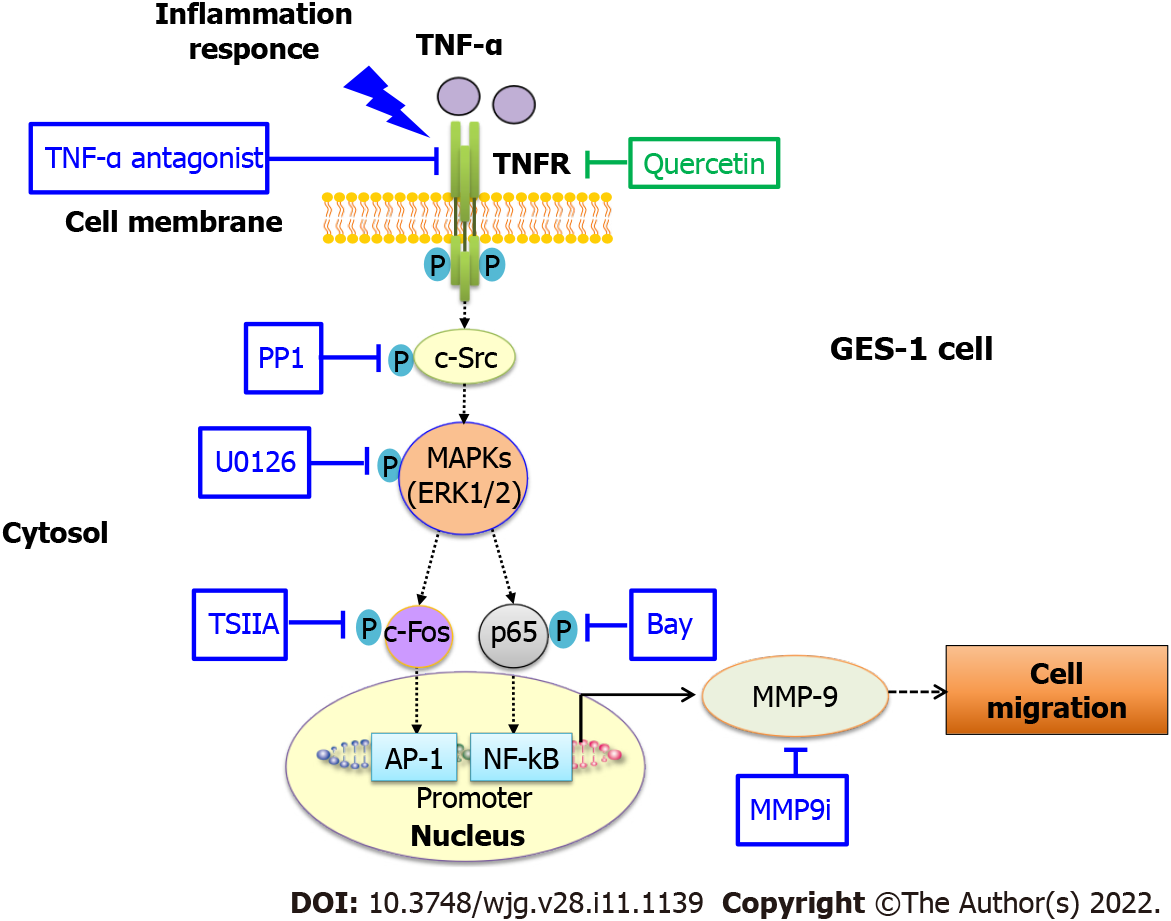 Inflammation
responce
TNF-α
TNF-α antagonist
TNFR
Quercetin
Cell membrane
P
P
PP1
P
c-Src
GES-1 cell
U0126
P
MAPKs
(ERK1/2)
Cytosol
TSIIA
P
c-Fos
p65
P
Bay
MMP-9
Cell
migration
AP-1
NF-kB
Promoter
Nucleus
MMP9i
DOI: 10.3748/wjg.v28.i11.1139 Copyright ©The Author(s) 2022.